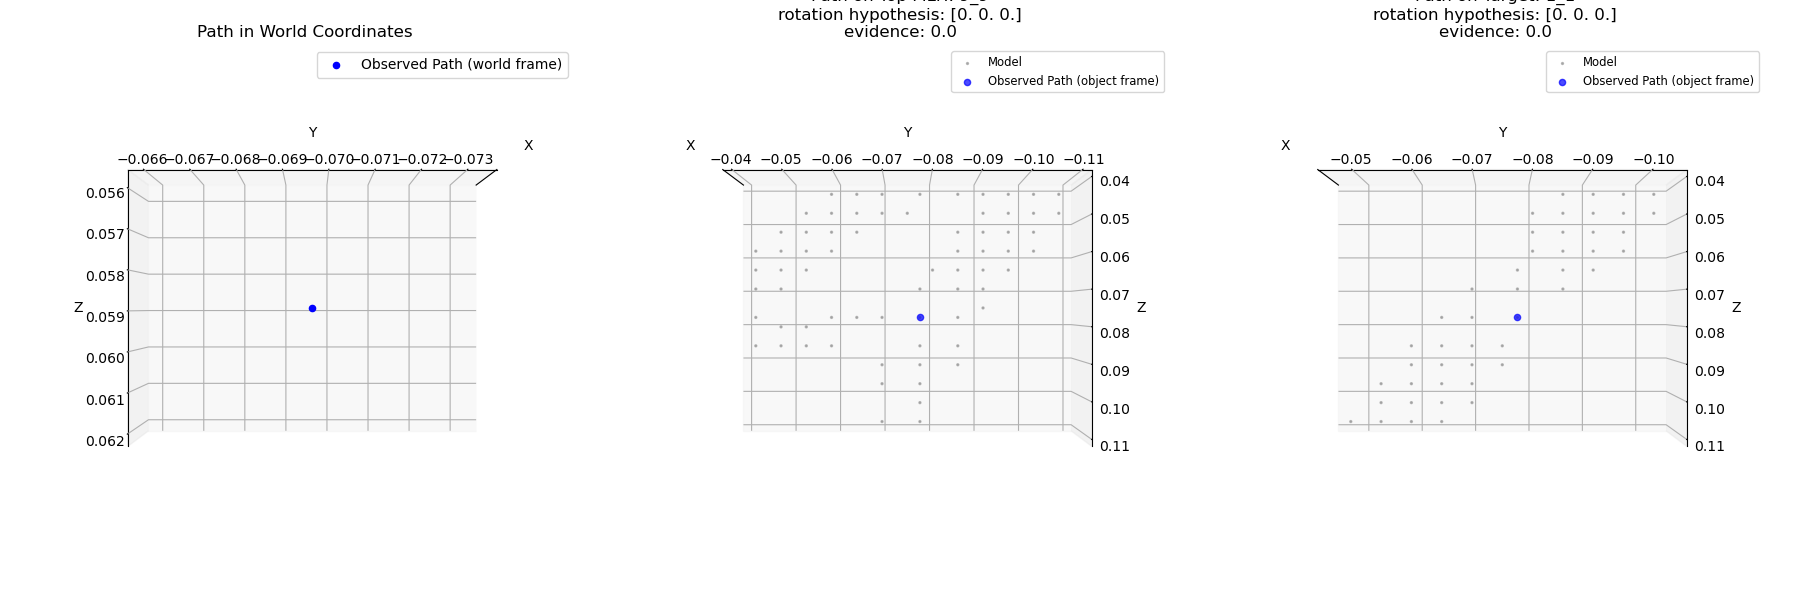 Path in World Coordinates
Observed Path (world frame)
Y
X
−0.066 −0.067 −0.068 −0.069 −0.070 −0.071 −0.072 −0.073
0.056
0.057
0.058
Z
0.059
0.060
0.061
0.062
rotation hypothesis: [0. 0. 0.]
evidence: 0.0
Model
Observed Path (object frame)
Y
X
−0.04 −0.05 −0.06 −0.07 −0.08 −0.09 −0.10 −0.11
0.04
0.05
0.06
0.07
Z
0.08
0.09
0.10
0.11
rotation hypothesis: [0. 0. 0.]
evidence: 0.0
Model
Observed Path (object frame)
Y
X
−0.05 −0.06 −0.07 −0.08 −0.09 −0.10
0.04
0.05
0.06
0.07
Z
0.08
0.09
0.10
0.11